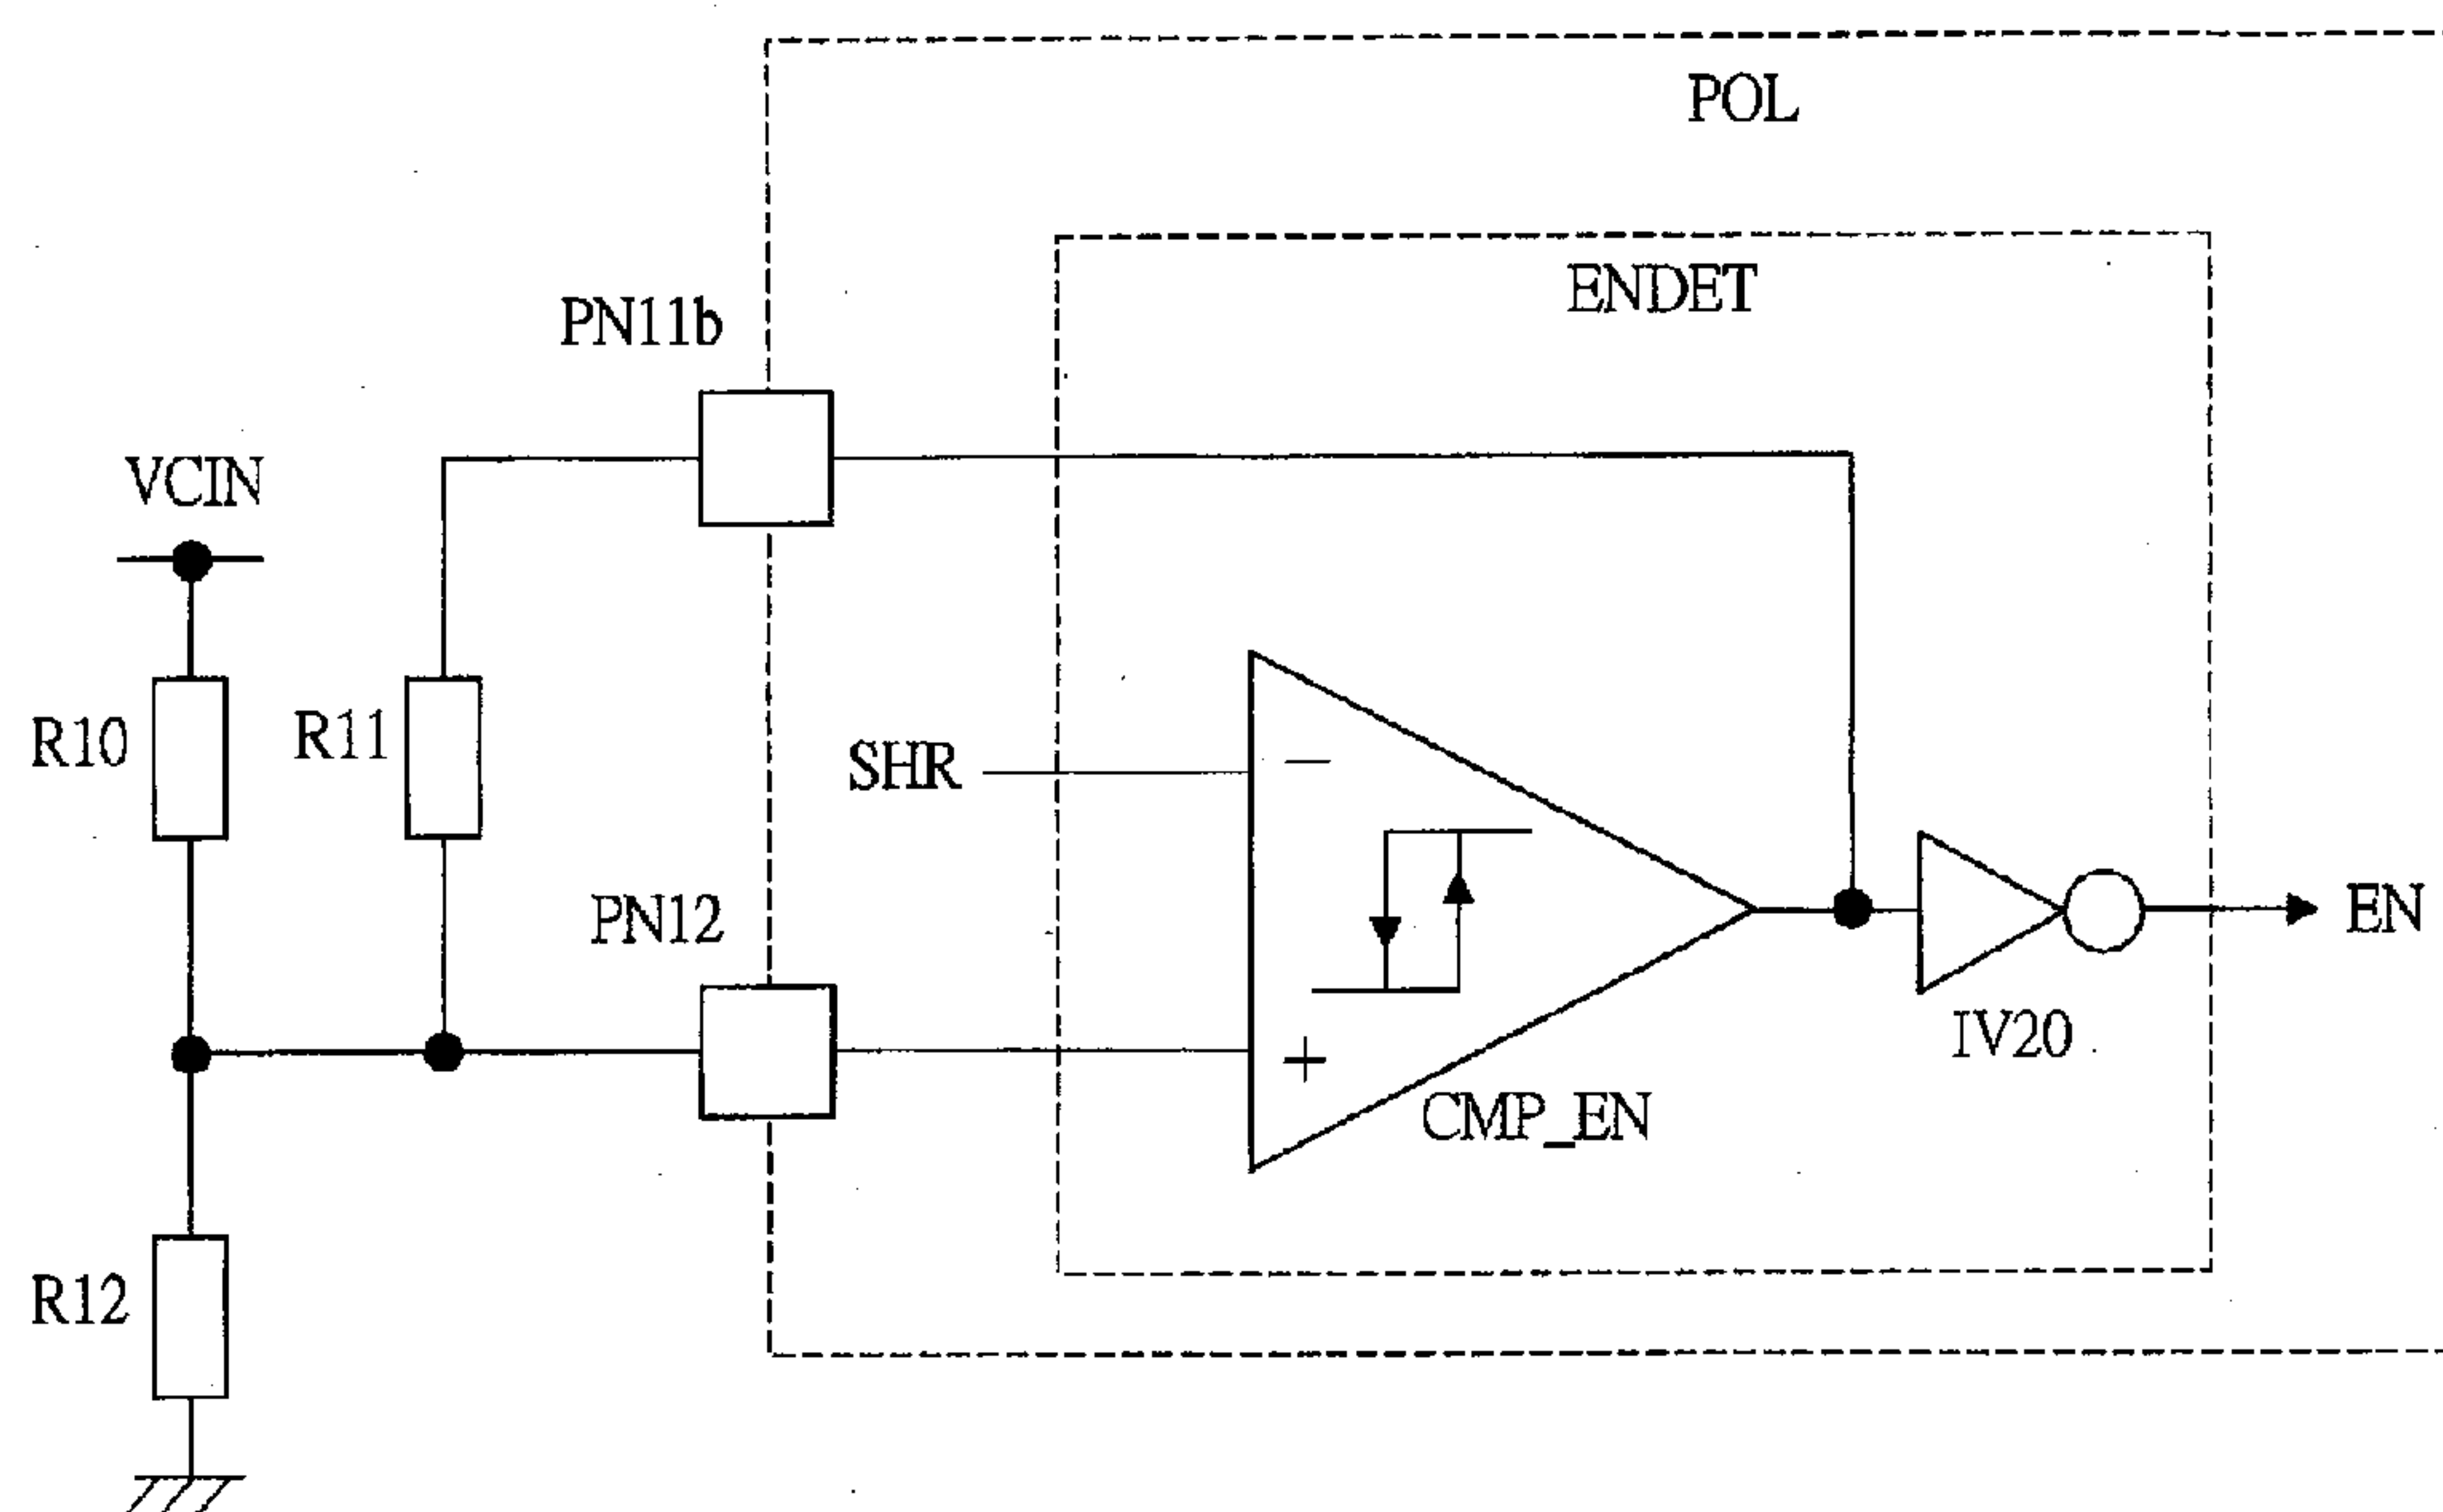 POL
ENDET
PN11b
VCIN
R10
R11
SHR
−
PN12
EN
IV20
+
CMP_EN
R12